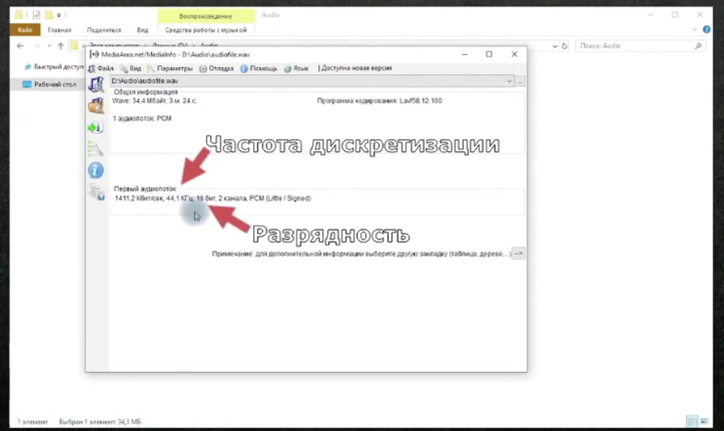 Воспроизведение
Audio
Файл
Главная
Поделиться
Вид
Средства работы с музыкой
Этот компьютер
Audio
Поиск: Audio
Быстрый доступ
Рабочий стол
MediaArea.net/MediaInfo - D:\Audio\audiofile.wav
Файл Вид Параметры Отладка Помощь Язык Доступна новая версия
D:\Audio\audiofile.wav
Общая информация
Wave: 34,4 Мбайт, 3 м. 24 с.
Программа кодирования: Lavf58.12.100
1 аудиопоток: PCM
Частота дискретизации
Первый аудиопоток:
1411,2 Кбит/сек, 44,1 КГц, 16 бит, 2 канала, PCM (Little / Signed)
Разрядность
Примечание: для дополнительной информации выберите другую закладку (таблица, дерево...)
1 элемент
Выбран 1 элемент: 34,3 МБ